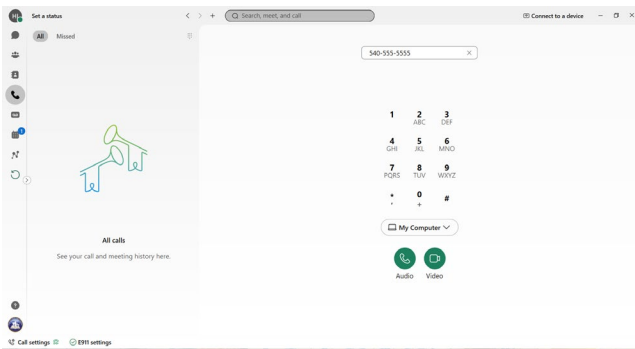 HL
Set a status
Search, meet, and call
Connect to a device
All
Missed
540-555-5555
1
2
3
ABC
DEF
4
5
6
GHI
JKL
MNO
7
8
9
PQRS
TUV
WXYZ
*
0
#
,
+
My Computer
Audio
Video
All calls
See your call and meeting history here.
Call settings
E911 settings